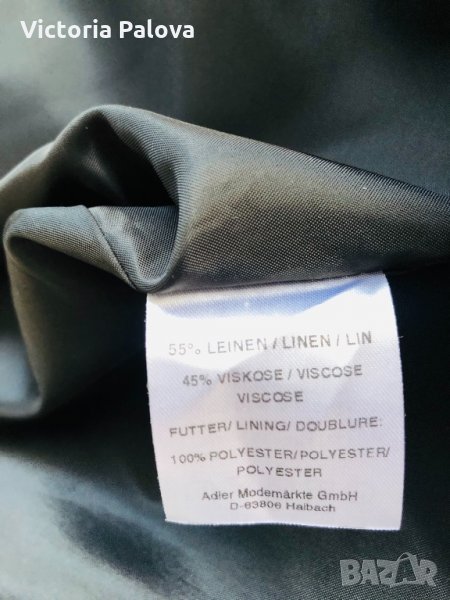 Victoria Palova
55% LEINEN / LINEN / LIN
45% VISKOSE / VISCOSE
VISCOSE
FUTTER/ LINING/ DOUBLURE:
100% POLYESTER/POLYESTER/
POLYESTER
Adler Modemärkte GmbH
D-63806 Haibach
BAZAR